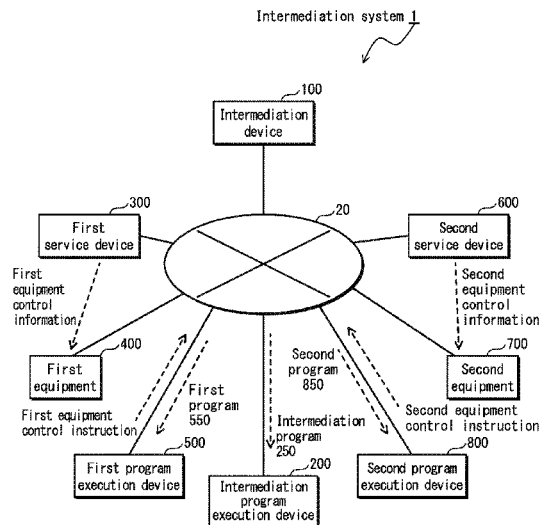 Intermediation system 1
100
Intermediation
device
300
First
service device
20
600
Second
service device
First
equipment
control
information
Second
equipment
control
information
400
First
equipment
700
Second
equipment
First equipment
control instruction
First
program
550
Second
program
850
Intermediation
program
250
Second equipment
control instruction
500
First program
execution device
200
Intermediation
program
execution device
800
Second program
execution device